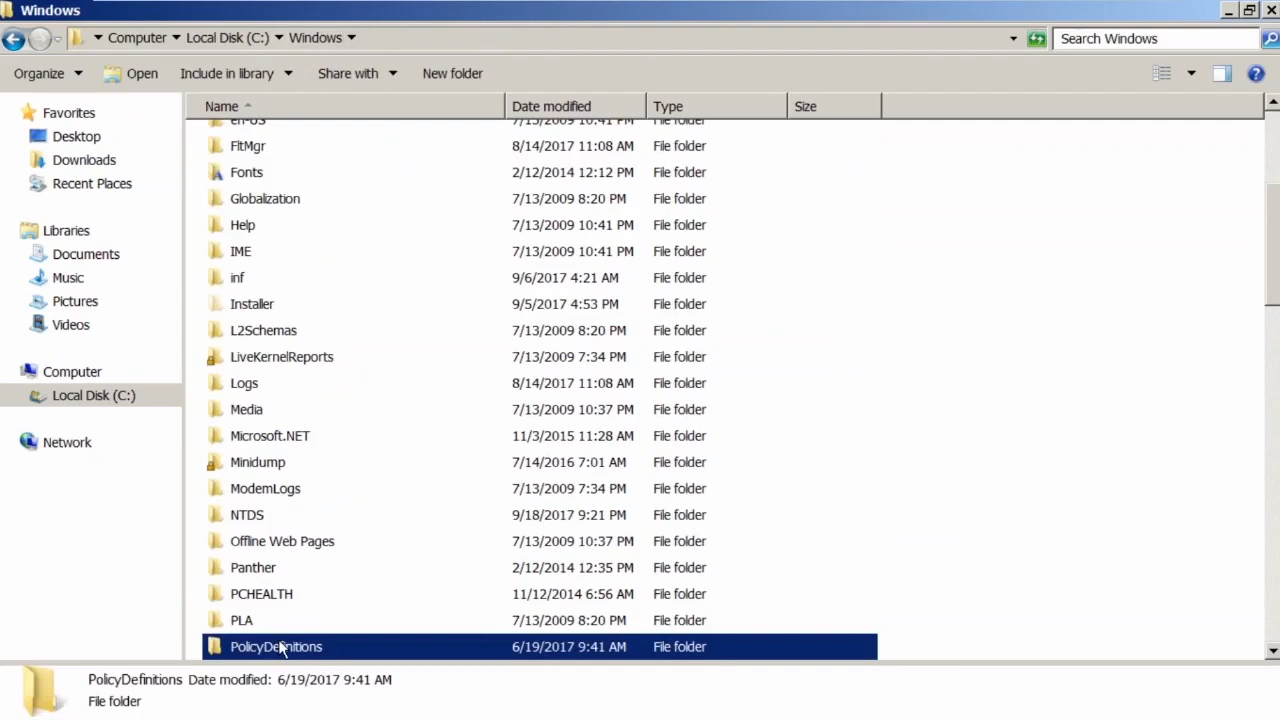 Windows
Computer Local Disk (C:) Windows Search Windows
Organize Open Include in library Share with New folder
Favorites
Desktop
Downloads
Recent Places
Libraries
Documents
Music
Pictures
Videos
Computer
Local Disk (C:)
Network
Name Date modified Type Size
en-US 7/13/2009 10:41 PM File folder
FltMgr 8/14/2017 11:08 AM File folder
Fonts 2/12/2014 12:12 PM File folder
Globalization 7/13/2009 8:20 PM File folder
Help 7/13/2009 10:41 PM File folder
IME 7/13/2009 10:41 PM File folder
inf 9/6/2017 4:21 AM File folder
Installer 9/5/2017 4:53 PM File folder
L2Schemas 7/13/2009 8:20 PM File folder
LiveKernelReports 7/13/2009 7:34 PM File folder
Logs 8/14/2017 11:08 AM File folder
Media 7/13/2009 10:37 PM File folder
Microsoft.NET 11/3/2015 11:28 AM File folder
Minidump 7/14/2016 7:01 AM File folder
ModemLogs 7/13/2009 7:34 PM File folder
NTDS 9/18/2017 9:21 PM File folder
Offline Web Pages 7/13/2009 10:37 PM File folder
Panther 2/12/2014 12:35 PM File folder
PCHEALTH 11/12/2014 6:56 AM File folder
PLA 7/13/2009 8:20 PM File folder
PolicyDefinitions 6/19/2017 9:41 AM File folder
PolicyDefinitions Date modified: 6/19/2017 9:41 AM
File folder